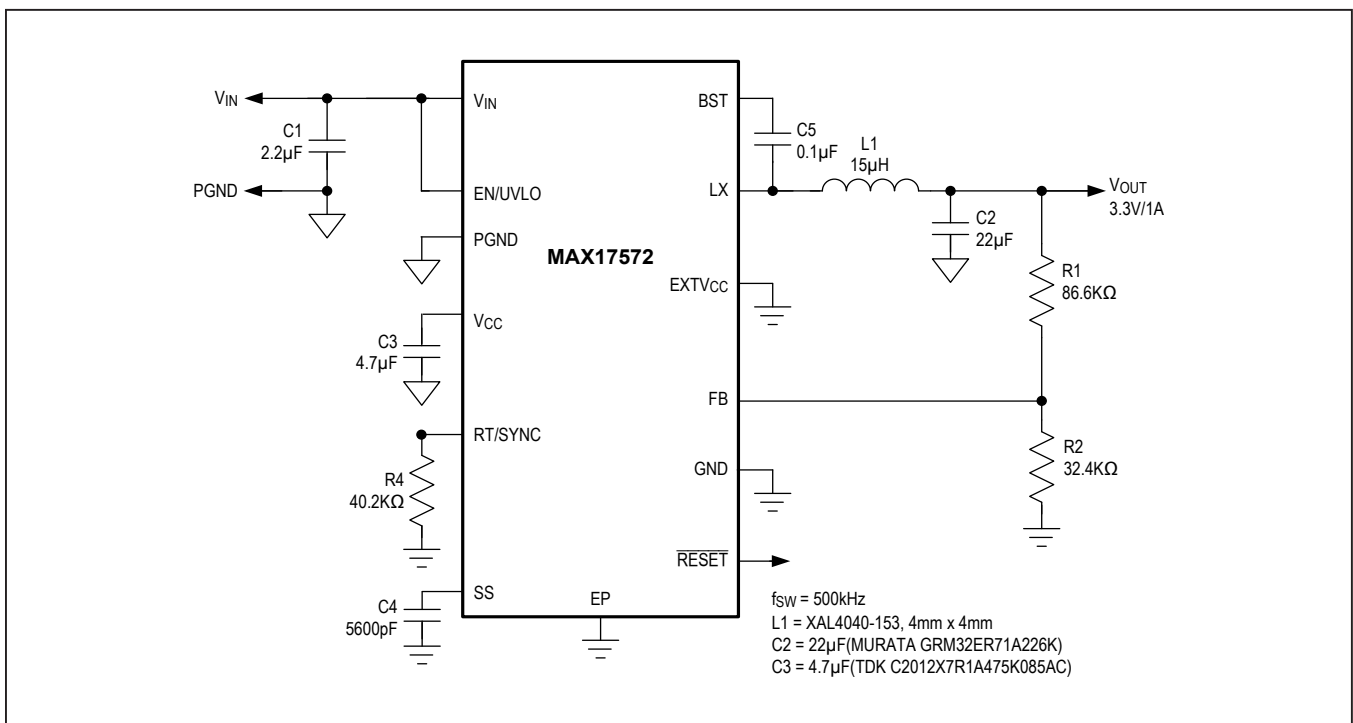 VIN
C1
2.2µF
PGND
VIN
EN/UVLO
PGND
VCC
C3
4.7µF
RT/SYNC
R4
40.2KΩ
SS
C4
5600pF
MAX17572
EP
BST
C5
0.1µF
L1
15µH
LX
VOUT
3.3V/1A
C2
22µF
R1
86.6KΩ
EXTVCC
FB
R2
32.4KΩ
GND
RESET
fSW = 500kHz
L1 = XAL4040-153, 4mm x 4mm
C2 = 22µF(MURATA GRM32ER71A226K)
C3 = 4.7µF(TDK C2012X7R1A475K085AC)